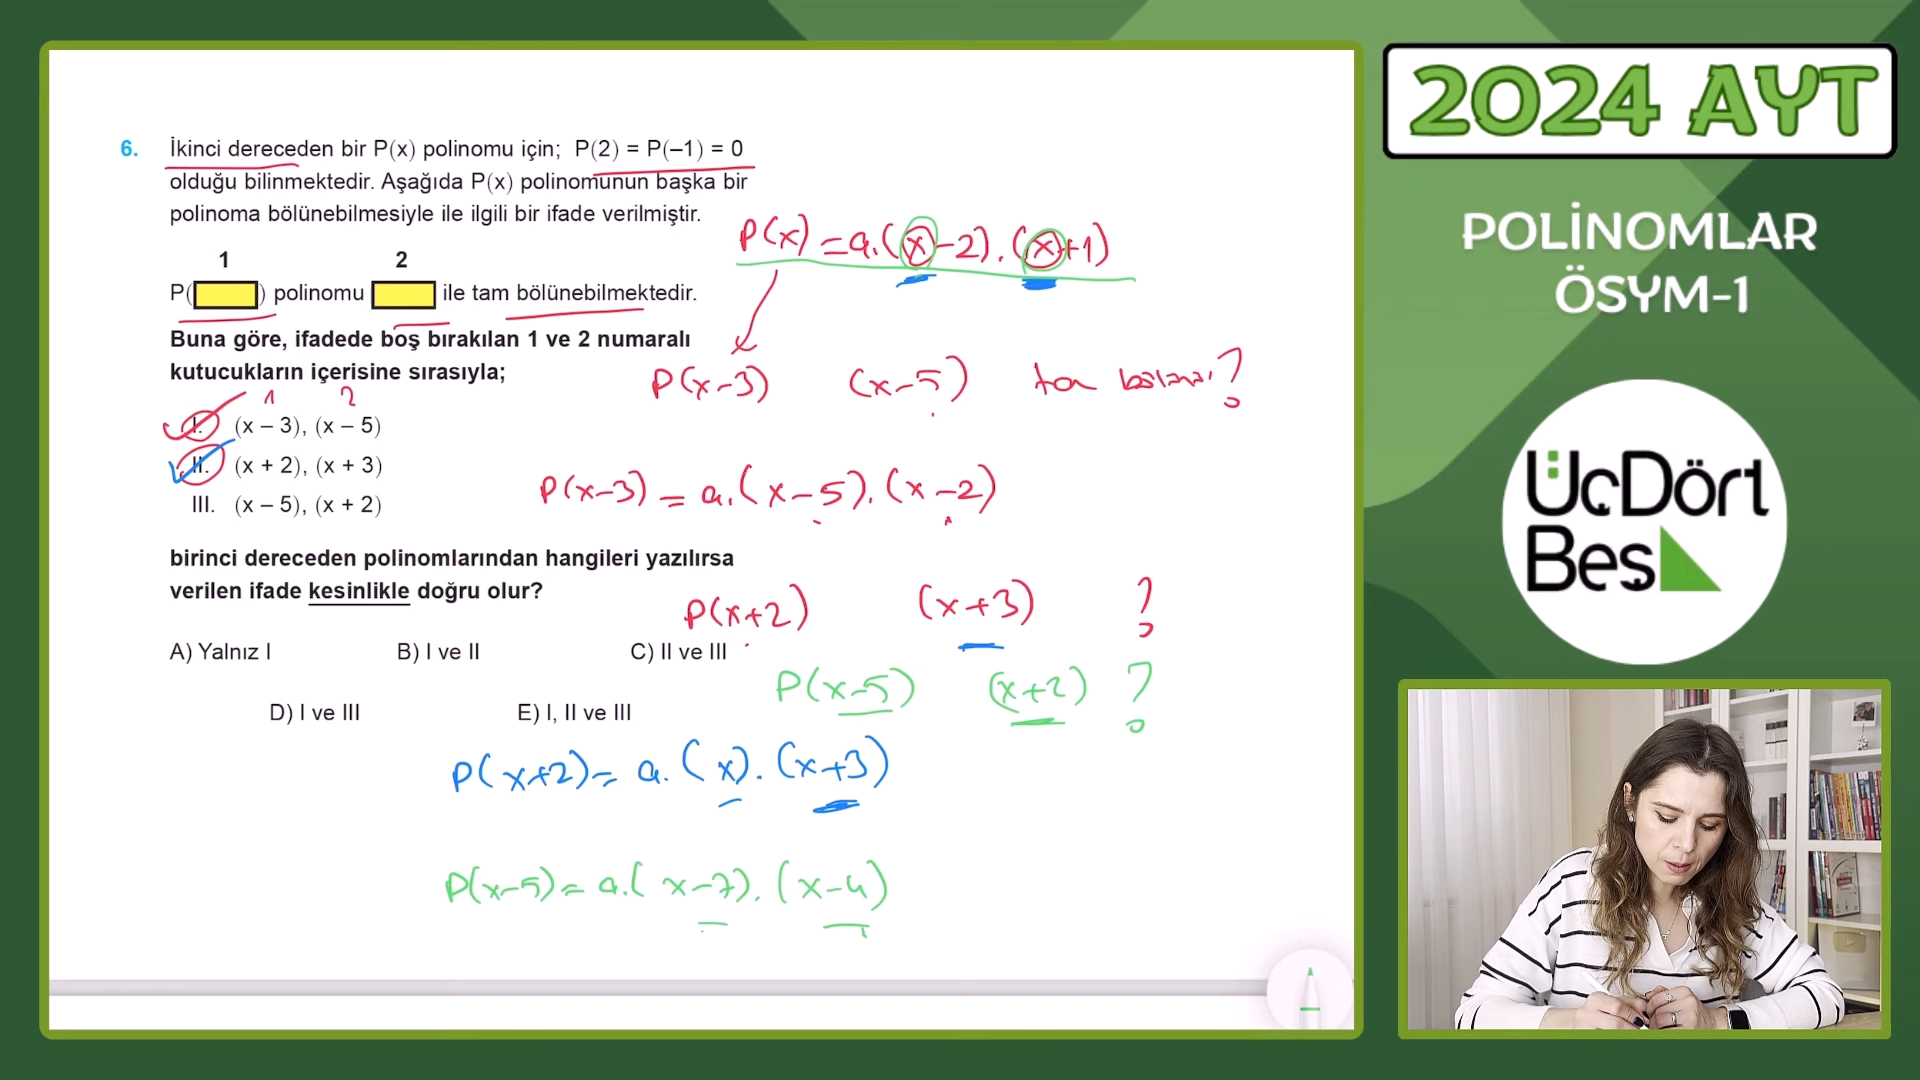 2024 AYT
POLİNOMLAR
ÖSYM-1
ÜçDört
Beş
6. İkinci dereceden bir P(x) polinomu için; P(2) = P(–1) = 0
olduğu bilinmektedir. Aşağıda P(x) polinomunun başka bir
polinoma bölünebilmesiyle ile ilgili bir ifade verilmiştir.
P(x) = a.(x-2).(x+1)
1 2
P( ) polinomu ile tam bölünebilmektedir.
Buna göre, ifadede boş bırakılan 1 ve 2 numaralı
kutucukların içerisine sırasıyla;
P(x-3) (x-5) tam bölünür?
1 2
I. (x – 3), (x – 5)
II. (x + 2), (x + 3)
III. (x – 5), (x + 2)
P(x-3) = a.(x-5).(x-2)
birinci dereceden polinomlarından hangileri yazılırsa
verilen ifade kesinlikle doğru olur?
P(x+2) (x+3) ?
A) Yalnız I B) I ve II C) II ve III
P(x-5) (x+2) ?
D) I ve III E) I, II ve III
P(x+2) = a.(x).(x+3)
P(x-5) = a.(x-7).(x-4)